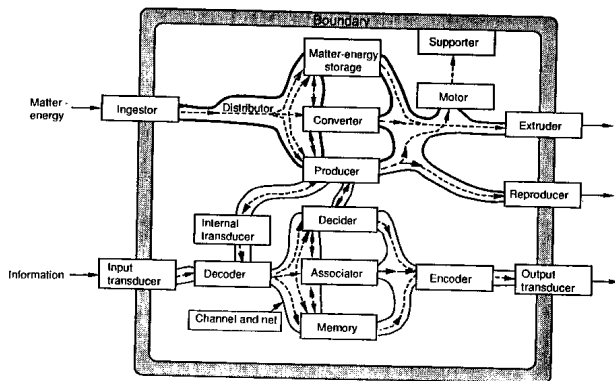 Boundary
Supporter
Matter-energy
storage
Motor
Matter -
energy
Ingestor
Distributor
Converter
Extruder
Producer
Reproducer
Internal
transducer
Decider
Information
Input
transducer
Decoder
Associator
Encoder
Output
transducer
Channel and net
Memory